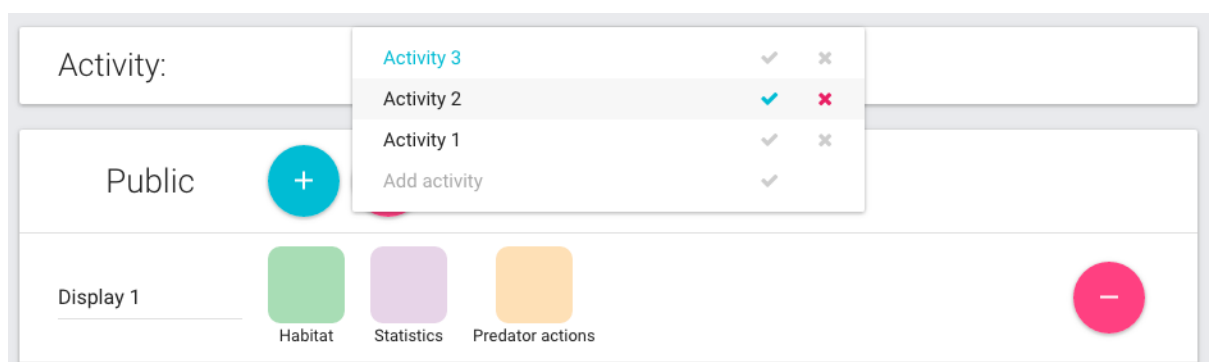 Activity:
Activity 3
Activity 2
Activity 1
Add activity
Public
Display 1
Habitat
Statistics
Predator actions